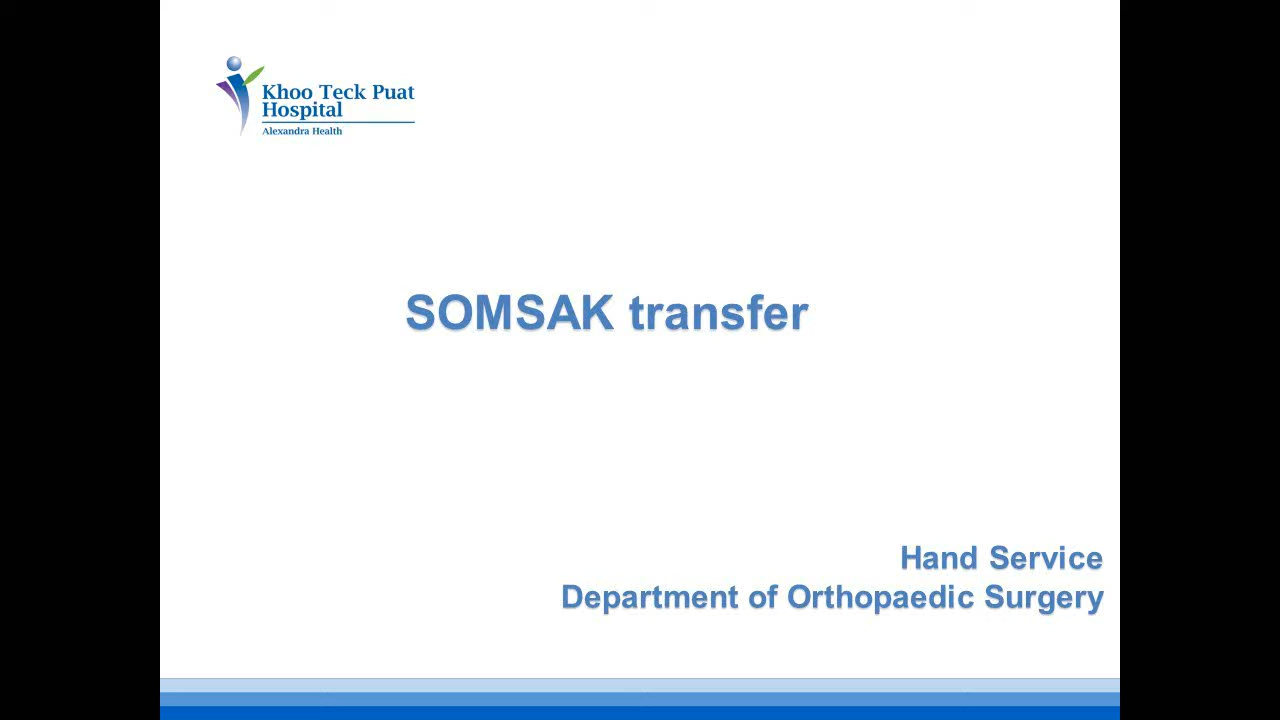 Khoo Teck Puat
Hospital
Alexandra Health
SOMSAK transfer
Hand Service
Department of Orthopaedic Surgery